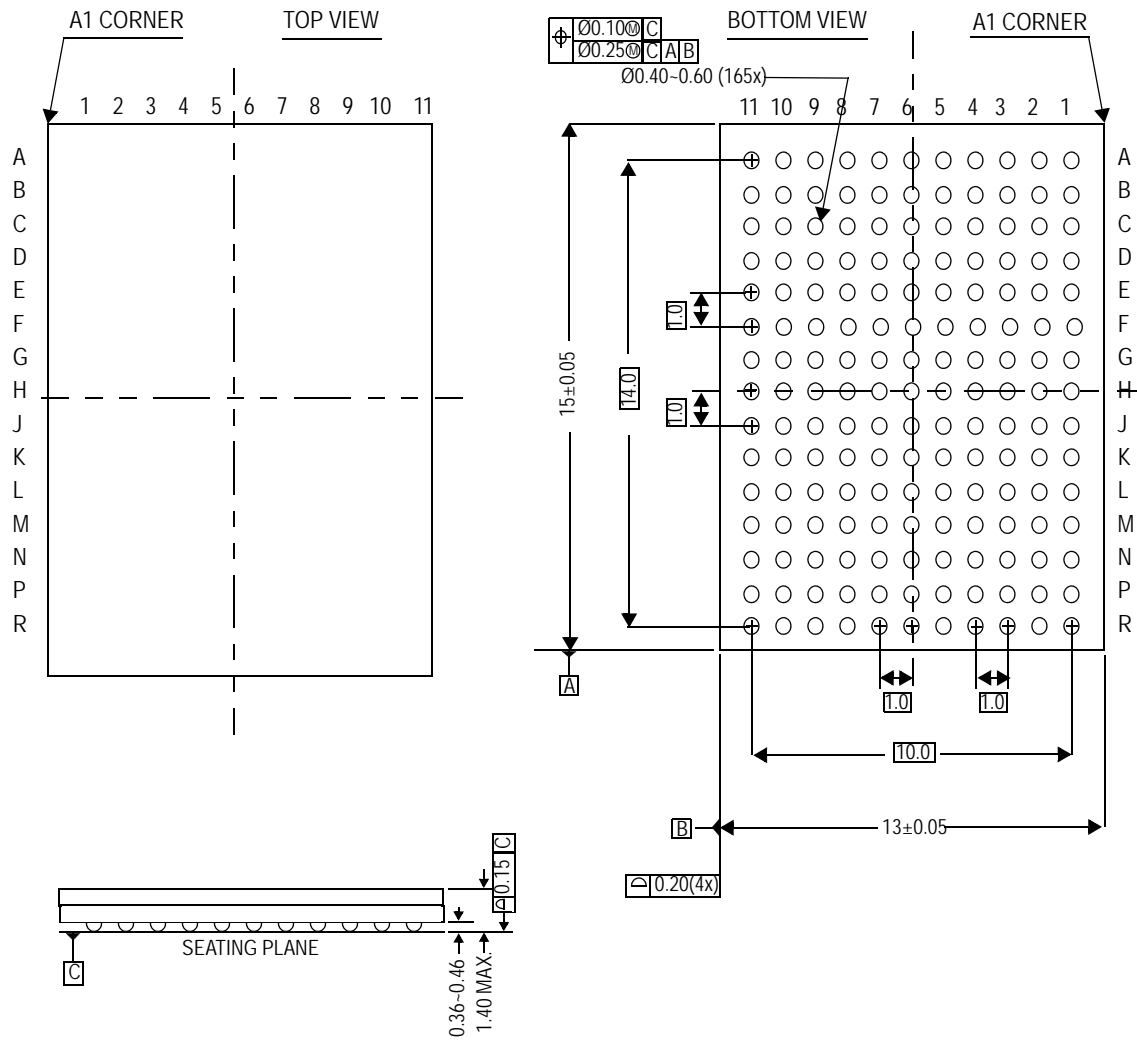 A1 CORNER
TOP VIEW
1 2 3 4 5 6 7 8 9 10 11
A
B
C
D
E
F
G
H
J
K
L
M
N
P
R
Ø0.10Ⓜ C
Ø0.25Ⓜ C A B
Ø0.40~0.60 (165x)
BOTTOM VIEW
A1 CORNER
11 10 9 8 7 6 5 4 3 2 1
A
B
C
D
E
F
G
H
J
K
L
M
N
P
R
15±0.05
14.0
1.0
1.0
A
1.0
1.0
10.0
B
13±0.05
0.20(4x)
0.15 C
SEATING PLANE
C
0.36~0.46
1.40 MAX.